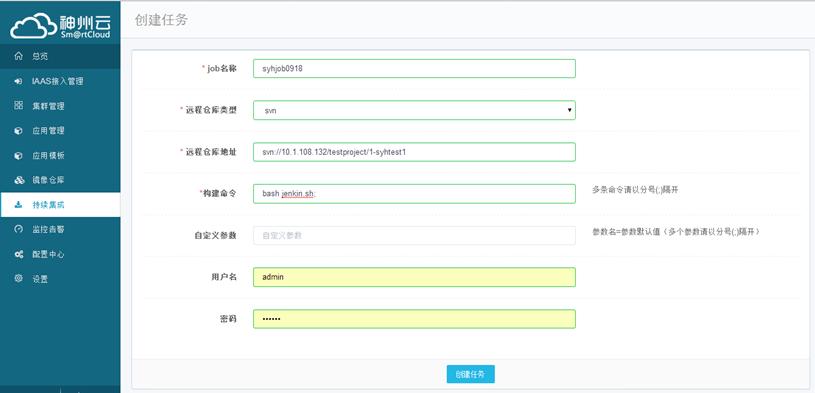 神州云
Sm@rtCloud
创建任务
总览
IAAS接入管理
集群管理
应用管理
应用模板
镜像仓库
持续集成
监控告警
配置中心
设置
* job名称
syhjob0918
* 远程仓库类型
svn
* 远程仓库地址
svn://10.1.108.132/testproject/1-syhtest1
*构建命令
bash jenkin.sh;
多条命令请以分号(;)隔开
自定义参数
自定义参数
参数名=参数默认值（多个参数请以分号(;)隔开）
用户名
admin
密码
••••••
创建任务